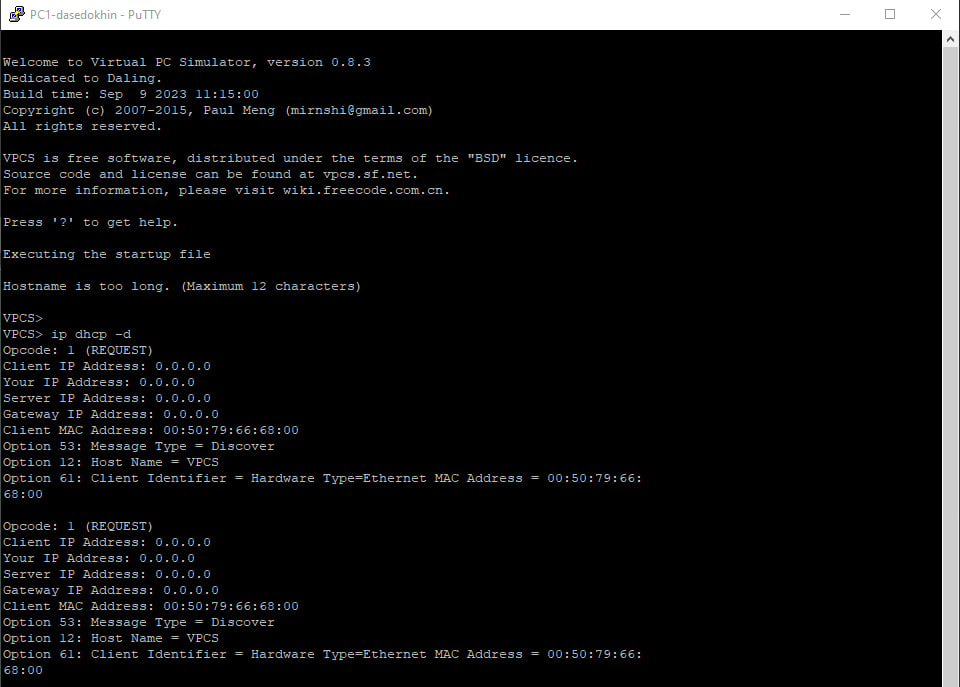 PC1-dasedokhin - PuTTY
Welcome to Virtual PC Simulator, version 0.8.3
Dedicated to Daling.
Build time: Sep  9 2023 11:15:00
Copyright (c) 2007-2015, Paul Meng (mirnshi@gmail.com)
All rights reserved.
VPCS is free software, distributed under the terms of the "BSD" licence.
Source code and license can be found at vpcs.sf.net.
For more information, please visit wiki.freecode.com.cn.
Press '?' to get help.
Executing the startup file
Hostname is too long. (Maximum 12 characters)
VPCS>
VPCS> ip dhcp -d
Opcode: 1 (REQUEST)
Client IP Address: 0.0.0.0
Your IP Address: 0.0.0.0
Server IP Address: 0.0.0.0
Gateway IP Address: 0.0.0.0
Client MAC Address: 00:50:79:66:68:00
Option 53: Message Type = Discover
Option 12: Host Name = VPCS
Option 61: Client Identifier = Hardware Type=Ethernet MAC Address = 00:50:79:66:
68:00
Opcode: 1 (REQUEST)
Client IP Address: 0.0.0.0
Your IP Address: 0.0.0.0
Server IP Address: 0.0.0.0
Gateway IP Address: 0.0.0.0
Client MAC Address: 00:50:79:66:68:00
Option 53: Message Type = Discover
Option 12: Host Name = VPCS
Option 61: Client Identifier = Hardware Type=Ethernet MAC Address = 00:50:79:66:
68:00